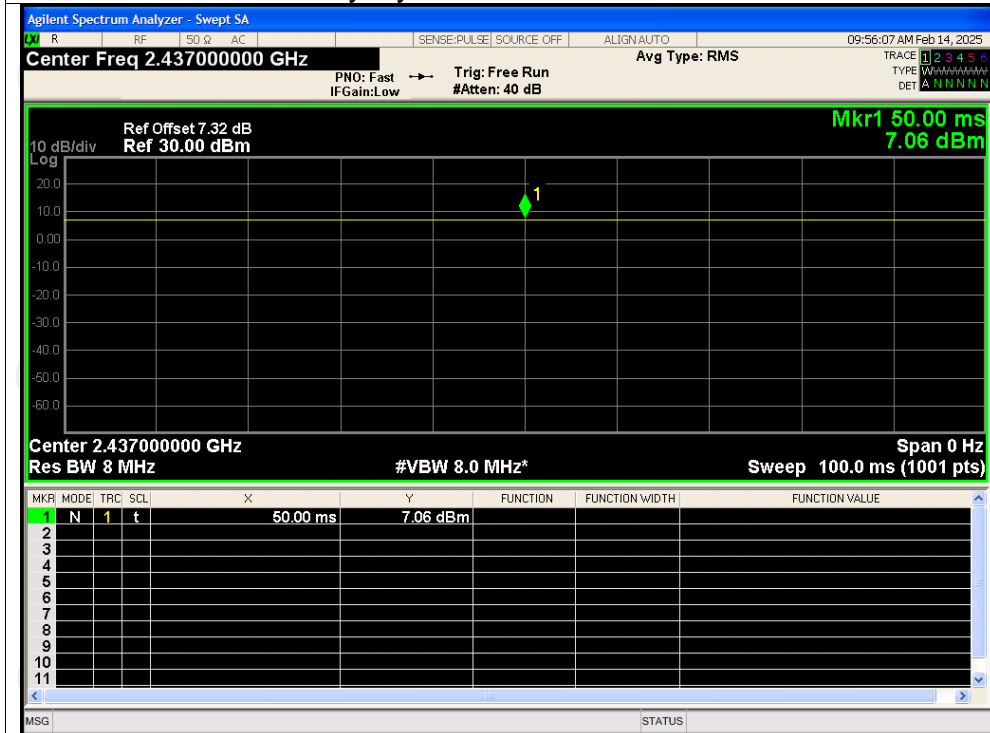 Agilent Spectrum Analyzer - Swept SA
LXI R RF 50 Ω AC SENSE:PULSE SOURCE OFF ALIGNAUTO 09:56:07 AM Feb 14, 2025
Center Freq 2.437000000 GHz Avg Type: RMS TRACE 1 2 3 4 5 6
PNO: Fast Trig: Free Run TYPE WWWWWW
IFGain:Low #Atten: 40 dB DET A N N N N N
Mkr1 50.00 ms
Ref Offset 7.32 dB
10 dB/div Ref 30.00 dBm 7.06 dBm
Log
20.0
1
10.0
0.00
-10.0
-20.0
-30.0
-40.0
-50.0
-60.0
Center 2.437000000 GHz Span 0 Hz
Res BW 8 MHz #VBW 8.0 MHz* Sweep 100.0 ms (1001 pts)
MKR MODE TRC SCL X Y FUNCTION FUNCTION WIDTH FUNCTION VALUE
1 N 1 t 50.00 ms 7.06 dBm
2
3
4
5
6
7
8
9
10
11
MSG STATUS